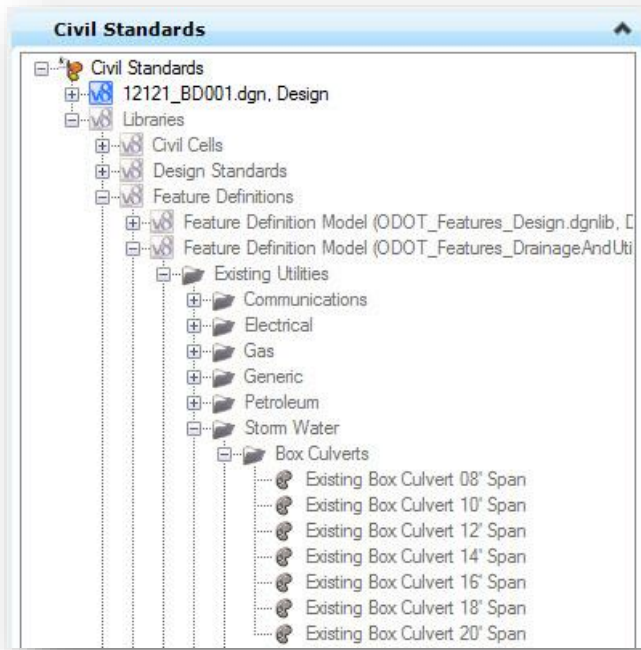 Civil Standards
Civil Standards
12121_BD001.dgn, Design
Libraries
Civil Cells
Design Standards
Feature Definitions
Feature Definition Model (ODOT_Features_Design.dgnlib, D
Feature Definition Model (ODOT_Features_DrainageAndUti
Existing Utilities
Communications
Electrical
Gas
Generic
Petroleum
Storm Water
Box Culverts
Existing Box Culvert 08' Span
Existing Box Culvert 10' Span
Existing Box Culvert 12' Span
Existing Box Culvert 14' Span
Existing Box Culvert 16' Span
Existing Box Culvert 18' Span
Existing Box Culvert 20' Span